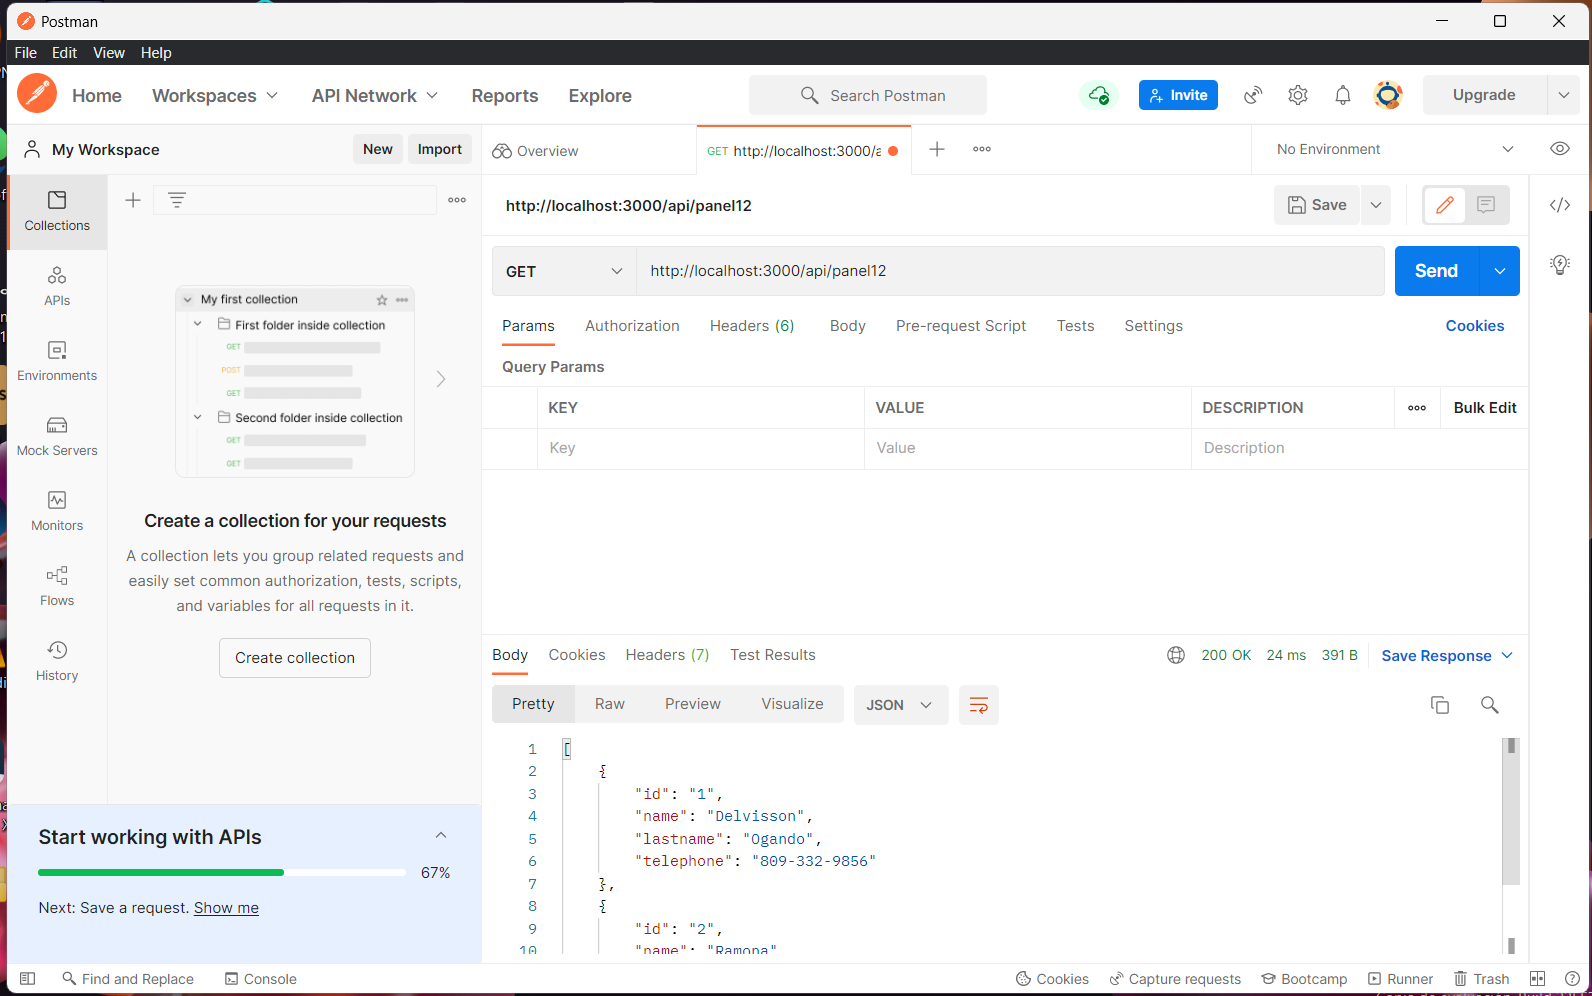 Postman
File Edit View Help
Home Workspaces API Network Reports Explore Search Postman Invite Upgrade
My Workspace New Import Overview GET http://localhost:3000/a No Environment
Collections
APIs
Environments
Mock Servers
Monitors
Flows
History
My first collection
First folder inside collection
GET
POST
GET
Second folder inside collection
GET
GET
Create a collection for your requests
A collection lets you group related requests and
easily set common authorization, tests, scripts,
and variables for all requests in it.
Create collection
Start working with APIs
67%
Next: Save a request. Show me
http://localhost:3000/api/panel12 Save
GET http://localhost:3000/api/panel12 Send
Params Authorization Headers (6) Body Pre-request Script Tests Settings Cookies
Query Params
KEY VALUE DESCRIPTION Bulk Edit
Key Value Description
Body Cookies Headers (7) Test Results 200 OK 24 ms 391 B Save Response
Pretty Raw Preview Visualize JSON
1 [
2 {
3 "id": "1",
4 "name": "Delvisson",
5 "lastname": "Ogando",
6 "telephone": "809-332-9856"
7 },
8 {
9 "id": "2",
10 "name": "Ramona"
Find and Replace Console Cookies Capture requests Bootcamp Runner Trash